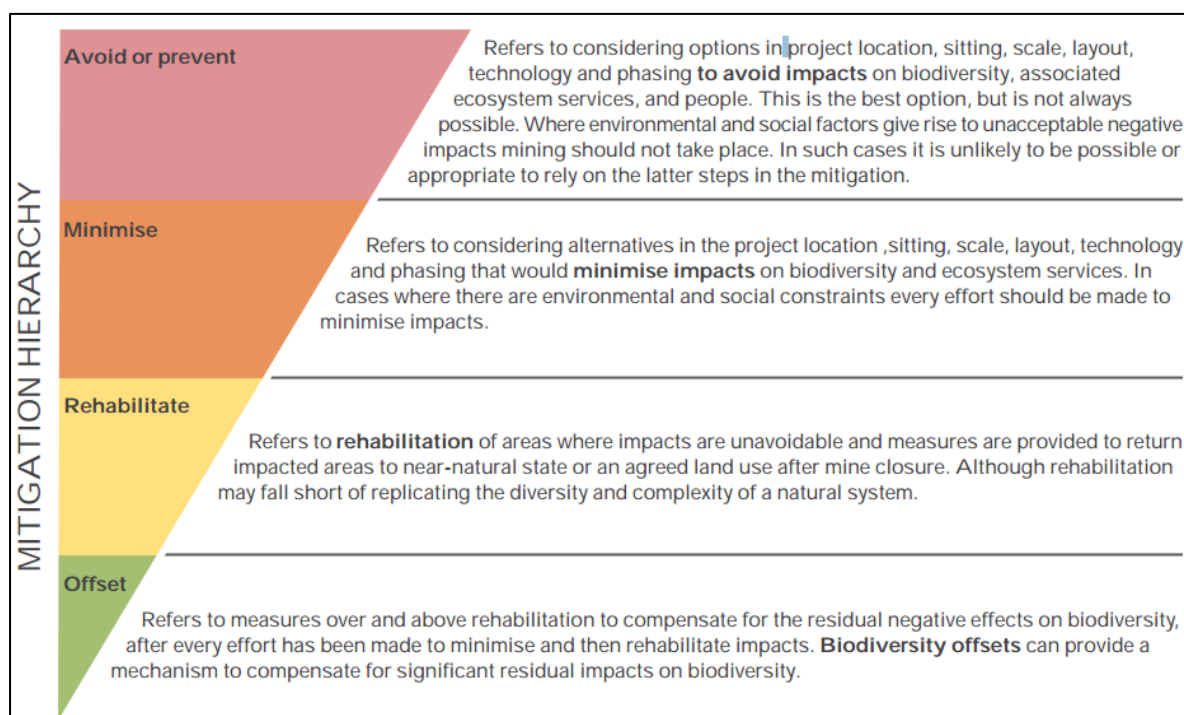 MITIGATION HIERARCHY
Avoid or prevent
Refers to considering options in project location, sitting, scale, layout,
technology and phasing to avoid impacts on biodiversity, associated
ecosystem services, and people. This is the best option, but is not always
possible. Where environmental and social factors give rise to unacceptable negative
impacts mining should not take place. In such cases it is unlikely to be possible or
appropriate to rely on the latter steps in the mitigation.
Minimise
Refers to considering alternatives in the project location ,sitting, scale, layout, technology
and phasing that would minimise impacts on biodiversity and ecosystem services. In
cases where there are environmental and social constraints every effort should be made to
minimise impacts.
Rehabilitate
Refers to rehabilitation of areas where impacts are unavoidable and measures are provided to return
impacted areas to near-natural state or an agreed land use after mine closure. Although rehabilitation
may fall short of replicating the diversity and complexity of a natural system.
Offset
Refers to measures over and above rehabilitation to compensate for the residual negative effects on biodiversity,
after every effort has been made to minimise and then rehabilitate impacts. Biodiversity offsets can provide a
mechanism to compensate for significant residual impacts on biodiversity.